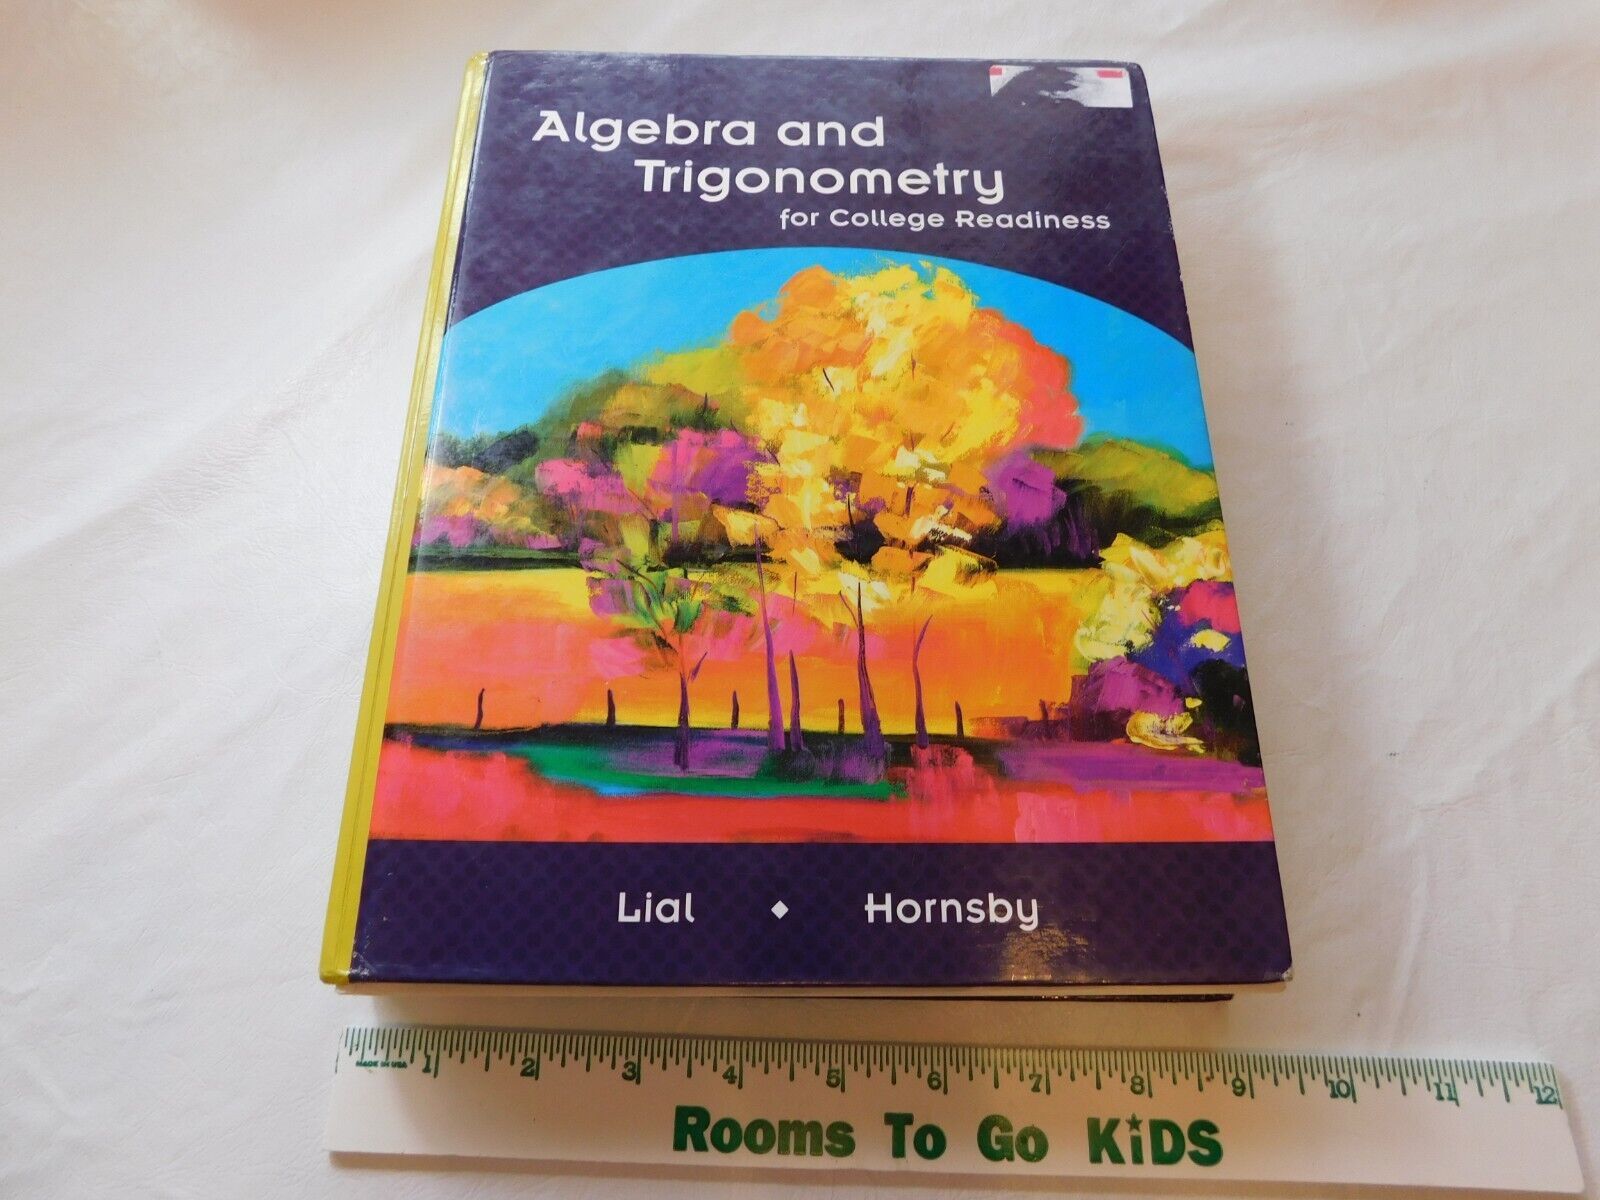 Algebra and
Trigonometry
for College Readiness
Lial ◆ Hornsby
1 2 3 4 5 6 7 8 9 10 11 12
MADE IN USA
Rooms To Go KiDS